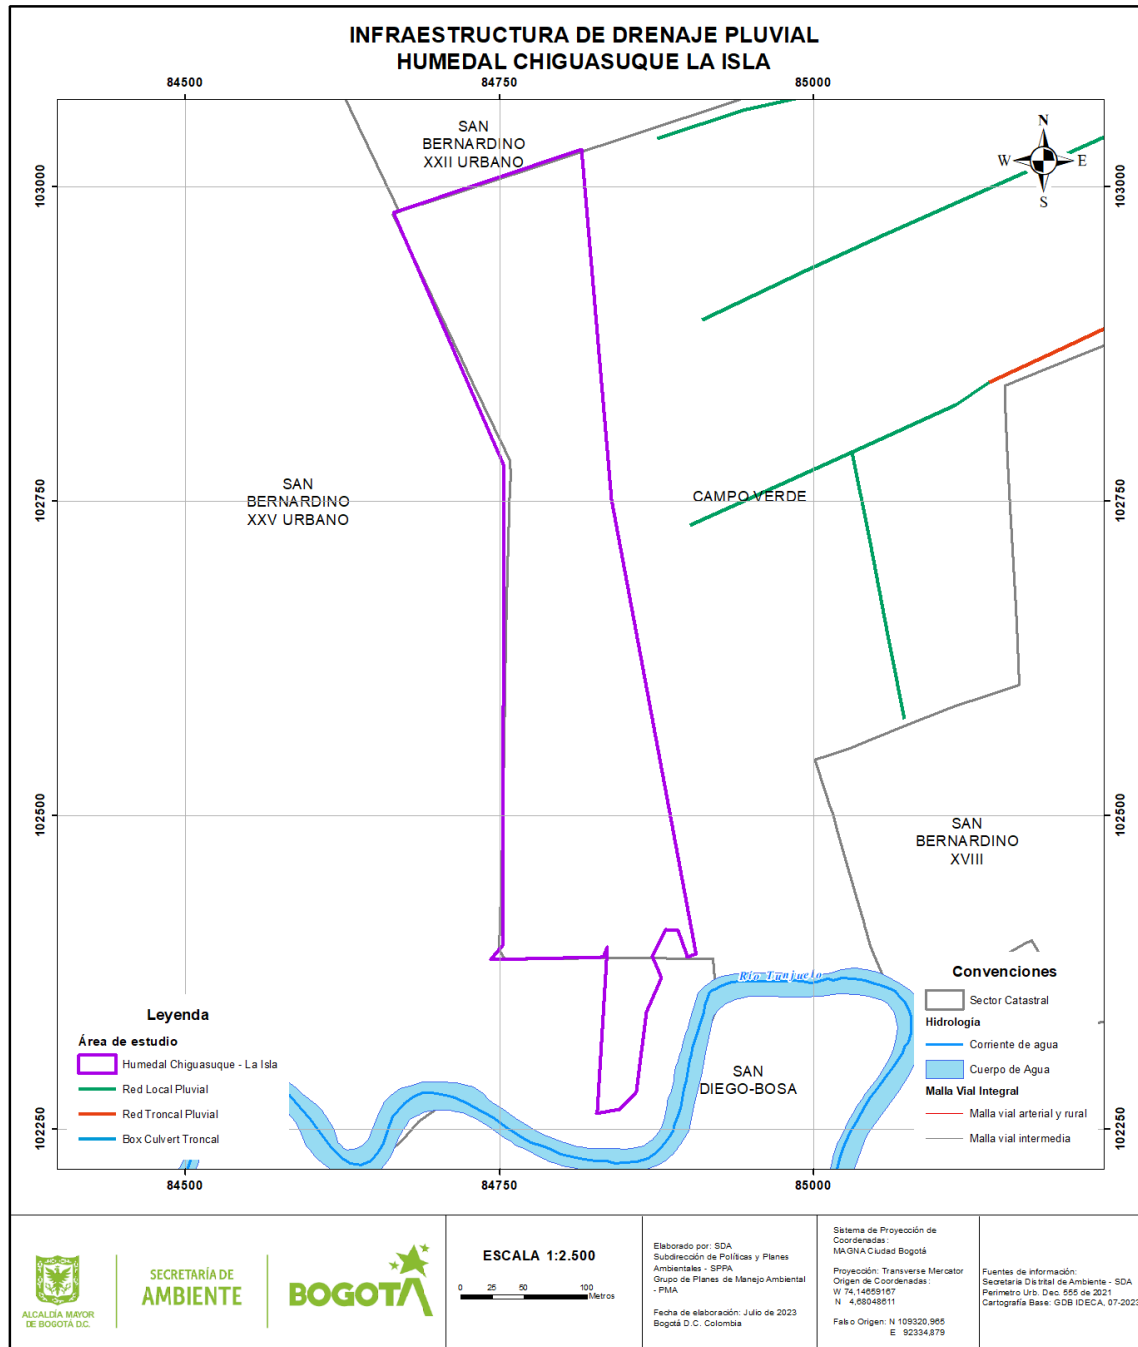 INFRAESTRUCTURA DE DRENAJE PLUVIAL
HUMEDAL CHIGUASUQUE LA ISLA
84500
84750
85000
103000
102750
102500
102250
103000
102750
102500
102250
N
W
E
S
SAN
BERNARDINO
XXII URBANO
SAN
BERNARDINO
XXV URBANO
CAMPO VERDE
SAN
BERNARDINO
XVIII
Río Tunjuelo
SAN
DIEGO-BOSA
Leyenda
Área de estudio
Humedal Chiguasuque - La Isla
Red Local Pluvial
Red Troncal Pluvial
Box Culvert Troncal
Convenciones
Sector Catastral
Hidrología
Corriente de agua
Cuerpo de Agua
Malla Vial Integral
Malla vial arterial y rural
Malla vial intermedia
84500
84750
85000
ALCALDÍA MAYOR
DE BOGOTÁ D.C.
SECRETARÍA DE
AMBIENTE
BOGOTÁ
ESCALA 1:2.500
0 25 50 100
Metros
Elaborado por: SDA
Subdirección de Políticas y Planes
Ambientales - SPPA
Grupo de Planes de Manejo Ambiental
- PMA
Fecha de elaboración: Julio de 2023
Bogotá D.C. Colombia
Sistema de Proyección de
Coordenadas:
MAGNA Ciudad Bogotá
Proyección: Transverse Mercator
Origen de Coordenadas:
W 74,14659167
N 4,68048611
Falso Origen: N 109320,965
E 92334,879
Fuentes de información:
Secretaria Distrital de Ambiente - SDA
Perimetro Urb. Dec. 555 de 2021
Cartografía Base: GDB IDECA, 07-2023